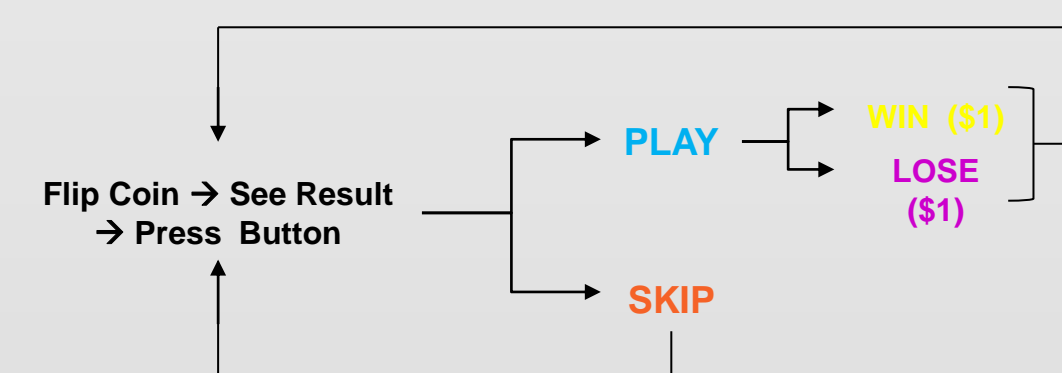 WIN ($1)
PLAY
LOSE
($1)
Flip Coin → See Result
→ Press Button
SKIP